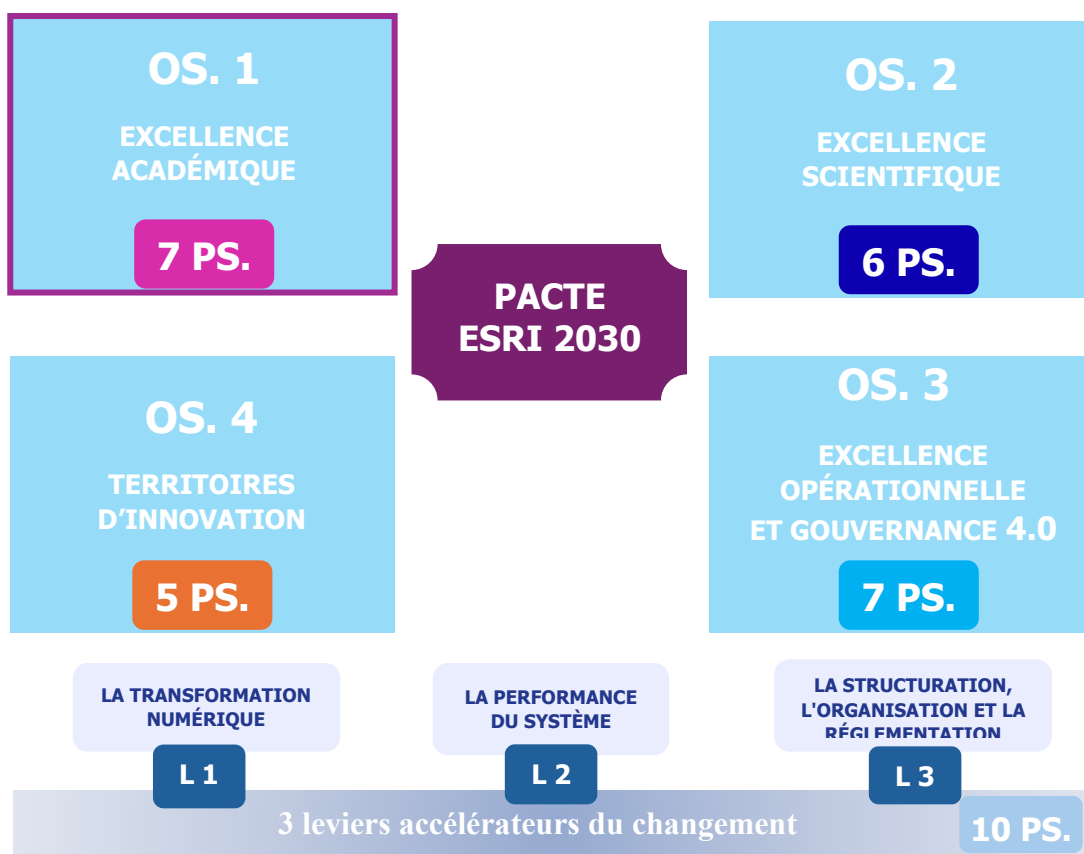 OS. 1
EXCELLENCE
ACADÉMIQUE
7 PS.
OS. 2
EXCELLENCE
SCIENTIFIQUE
6 PS.
PACTE
ESRI 2030
OS. 4
TERRITOIRES
D’INNOVATION
5 PS.
OS. 3
EXCELLENCE
OPÉRATIONNELLE
ET GOUVERNANCE 4.0
7 PS.
LA TRANSFORMATION
NUMÉRIQUE
L 1
LA PERFORMANCE
DU SYSTÈME
L 2
LA STRUCTURATION,
L'ORGANISATION ET LA
RÉGLEMENTATION
L 3
3 leviers accélérateurs du changement
10 PS.